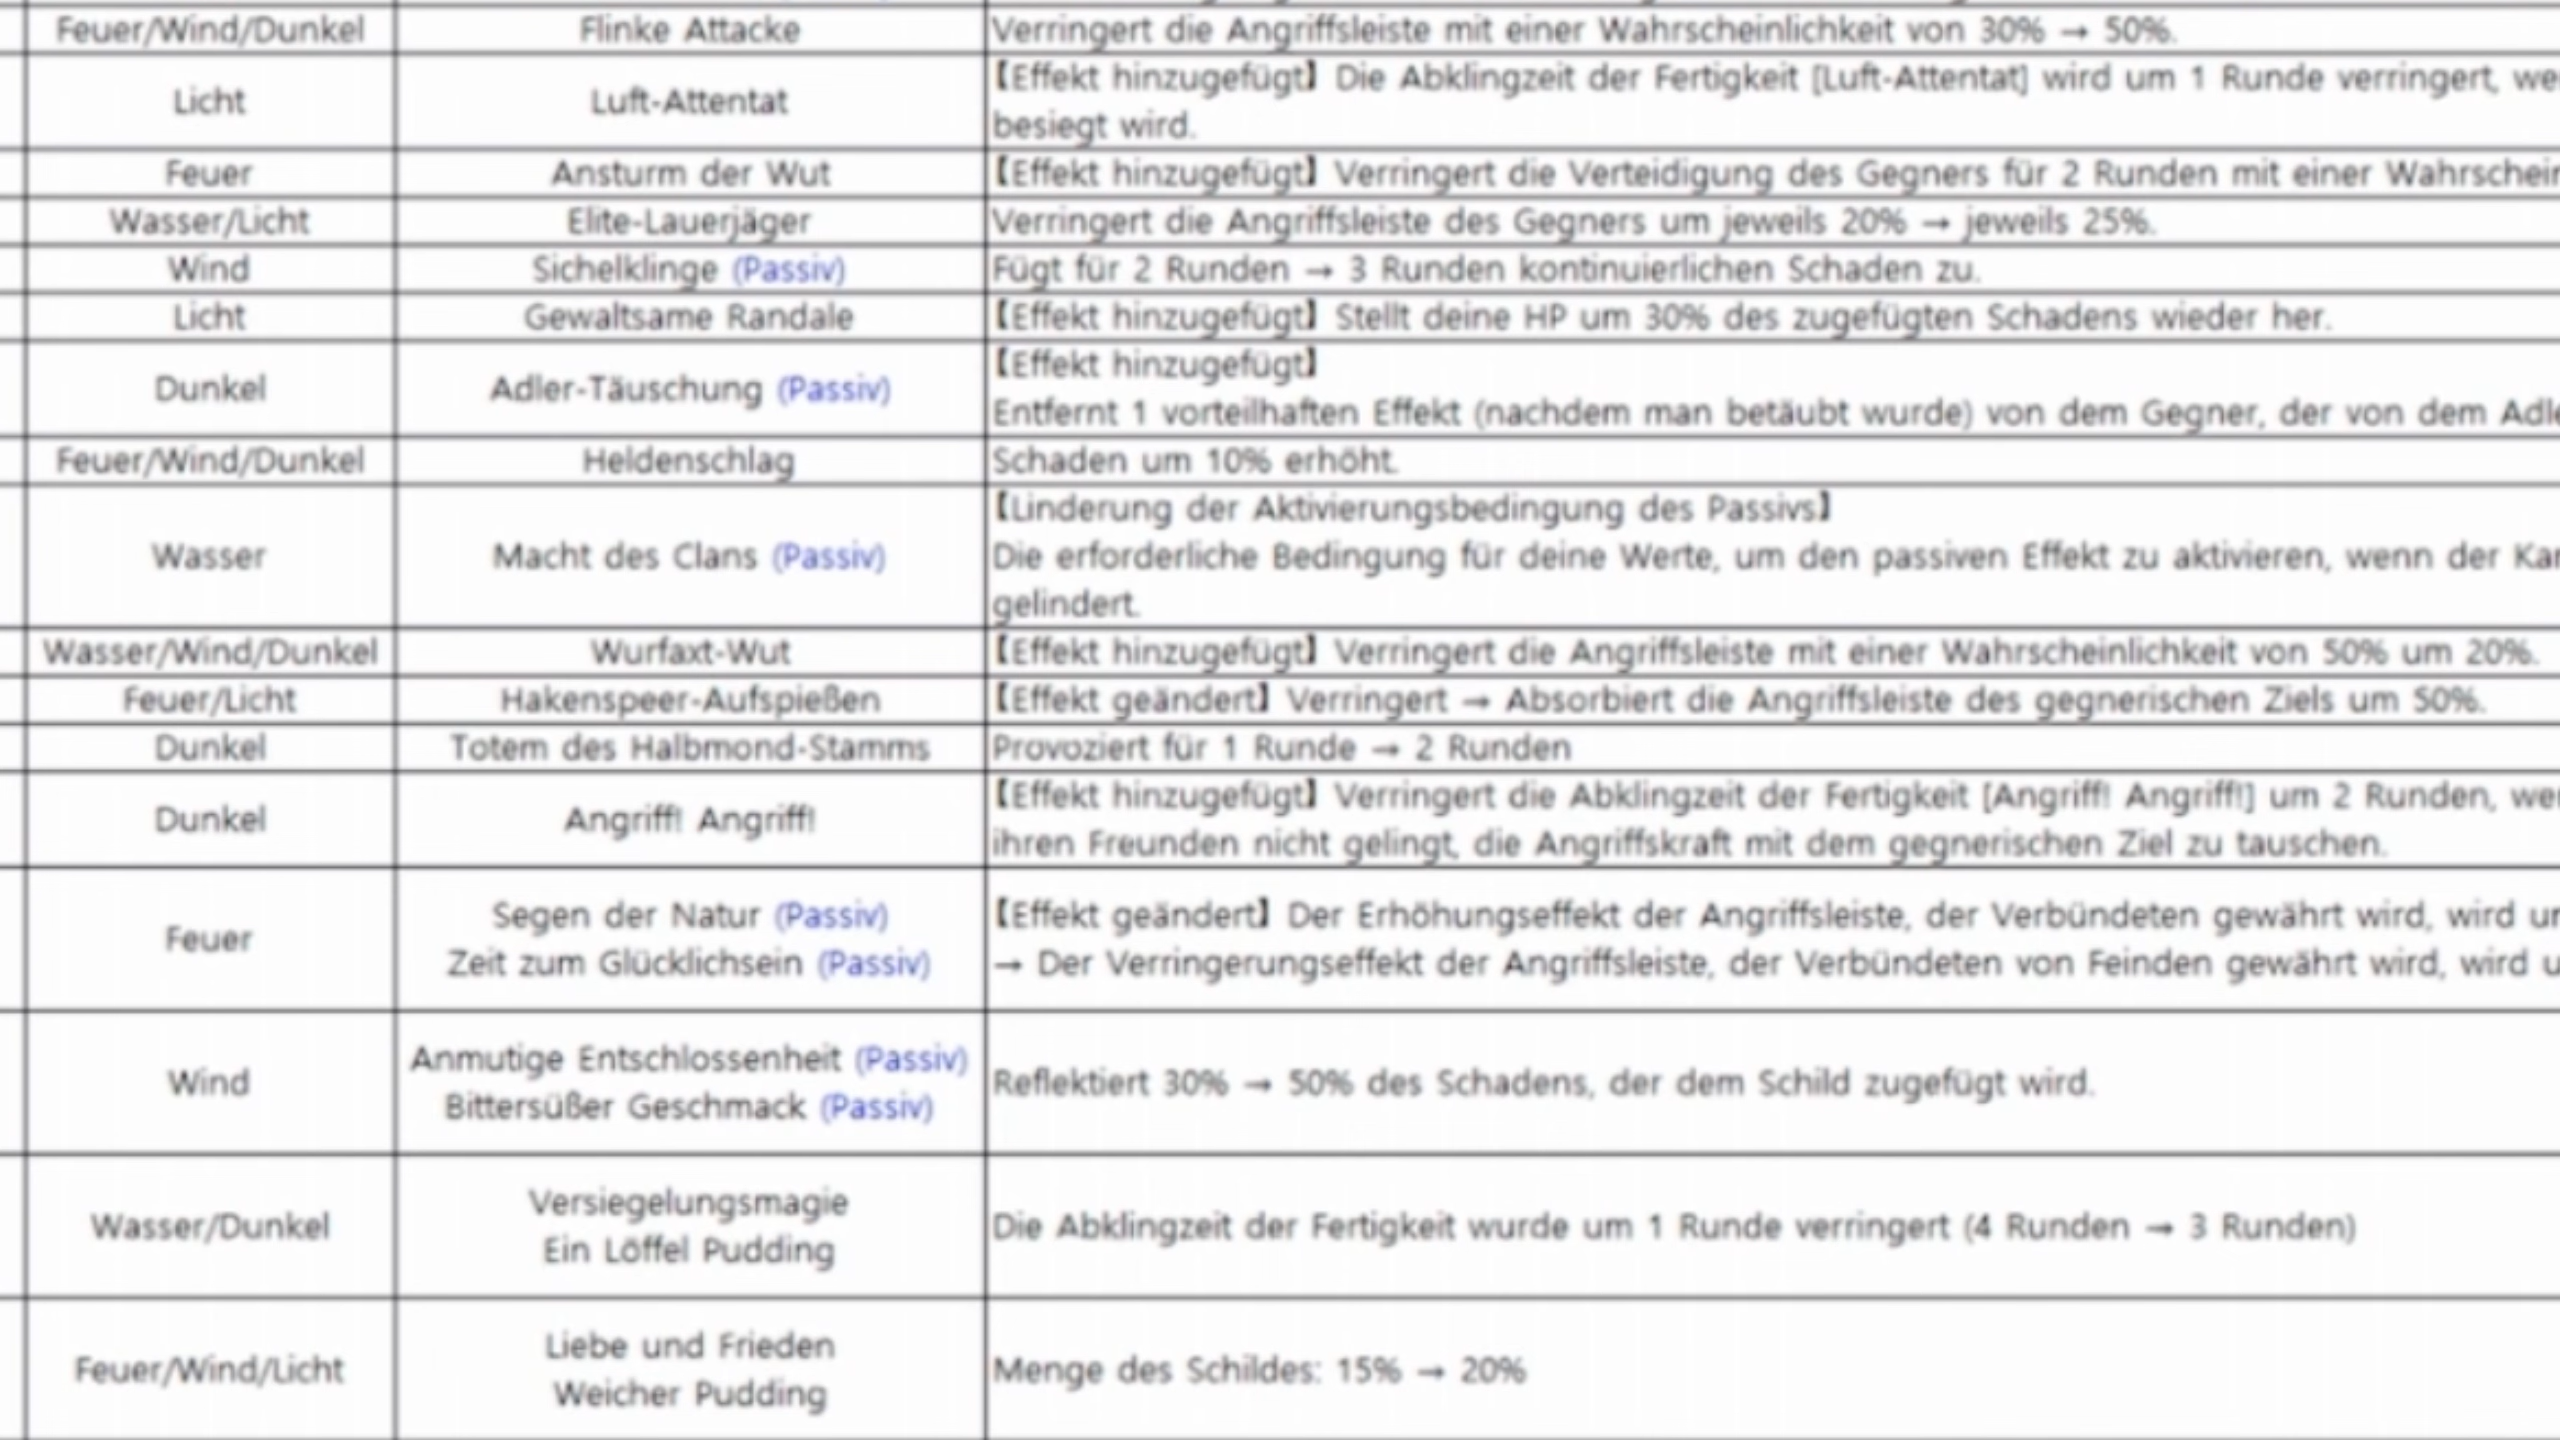 Feuer/Wind/Dunkel Flinke Attacke Verringert die Angriffsleiste mit einer Wahrscheinlichkeit von 30% → 50%.
Licht Luft-Attentat 【Effekt hinzugefügt】 Die Abklingzeit der Fertigkeit [Luft-Attentat] wird um 1 Runde verringert,
besiegt wird.
Feuer Ansturm der Wut 【Effekt hinzugefügt】 Verringert die Verteidigung des Gegners für 2 Runden mit einer
Wasser/Licht Elite-Lauerjäger Verringert die Angriffsleiste des Gegners um jeweils 20% → jeweils 25%.
Wind Sichelklinge (Passiv) Fügt für 2 Runden → 3 Runden kontinuierlichen Schaden zu.
Licht Gewaltsame Randale 【Effekt hinzugefügt】 Stellt deine HP um 30% des zugefügten Schadens wieder her.
Dunkel Adler-Täuschung (Passiv) 【Effekt hinzugefügt】
Entfernt 1 vorteilhaften Effekt (nachdem man betäubt wurde) von dem Gegner, der von dem
Feuer/Wind/Dunkel Heldenschlag Schaden um 10% erhöht.
Wasser Macht des Clans (Passiv) 【Linderung der Aktivierungsbedingung des Passivs】
Die erforderliche Bedingung für deine Werte, um den passiven Effekt zu aktivieren, wenn der
gelindert.
Wasser/Wind/Dunkel Wurfaxt-Wut 【Effekt hinzugefügt】 Verringert die Angriffsleiste mit einer Wahrscheinlichkeit von 50% um 20%.
Feuer/Licht Hakenspeer-Aufspießen 【Effekt geändert】 Verringert → Absorbiert die Angriffsleiste des gegnerischen Ziels um 50%.
Dunkel Totem des Halbmond-Stamms Provoziert für 1 Runde → 2 Runden
Dunkel Angriff! Angriff! 【Effekt hinzugefügt】 Verringert die Abklingzeit der Fertigkeit [Angriff! Angriff!] um 2 Runden,
ihren Freunden nicht gelingt, die Angriffskraft mit dem gegnerischen Ziel zu tauschen.
Feuer Segen der Natur (Passiv) 【Effekt geändert】 Der Erhöhungseffekt der Angriffsleiste, der Verbündeten gewährt wird, wird
Zeit zum Glücklichsein (Passiv) → Der Verringerungseffekt der Angriffsleiste, der Verbündeten von Feinden gewährt wird, wird
Wind Anmutige Entschlossenheit (Passiv) Reflektiert 30% → 50% des Schadens, der dem Schild zugefügt wird.
Bittersüßer Geschmack (Passiv)
Wasser/Dunkel Versiegelungsmagie Die Abklingzeit der Fertigkeit wurde um 1 Runde verringert (4 Runden → 3 Runden)
Ein Löffel Pudding
Feuer/Wind/Licht Liebe und Frieden Menge des Schildes: 15% → 20%
Weicher Pudding